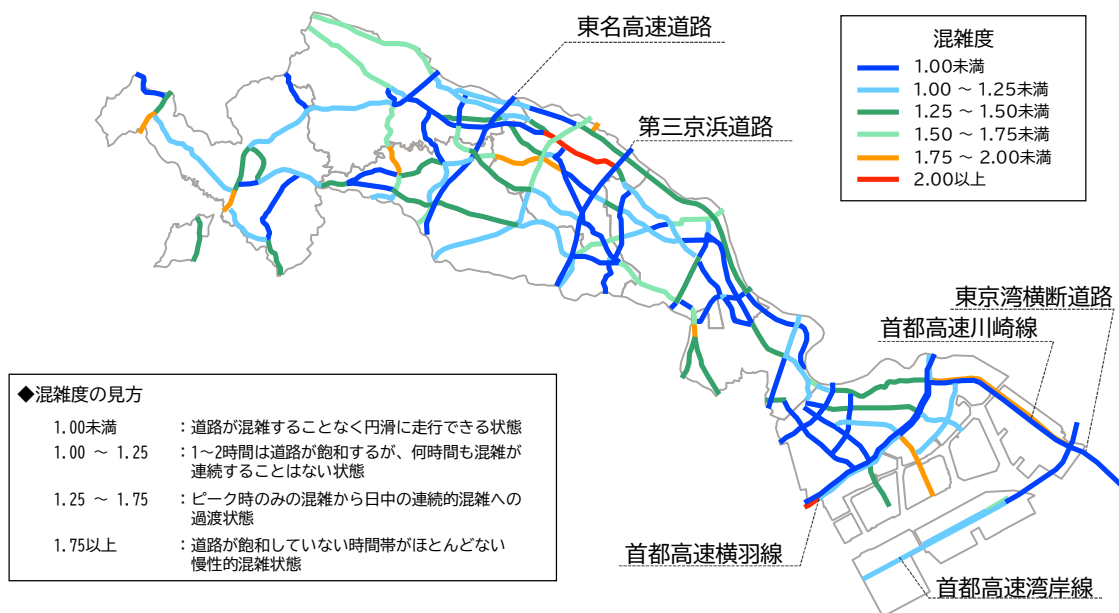 東名高速道路
第三京浜道路
混雑度
1.00未満
1.00 ～ 1.25未満
1.25 ～ 1.50未満
1.50 ～ 1.75未満
1.75 ～ 2.00未満
2.00以上
東京湾横断道路
首都高速川崎線
首都高速横羽線
首都高速湾岸線
◆混雑度の見方
1.00未満 ：道路が混雑することなく円滑に走行できる状態
1.00 ～ 1.25 ：1～2時間は道路が飽和するが、何時間も混雑が
連続することはない状態
1.25 ～ 1.75 ：ピーク時のみの混雑から日中の連続的混雑への
過渡状態
1.75以上 ：道路が飽和していない時間帯がほとんどない
慢性的混雑状態